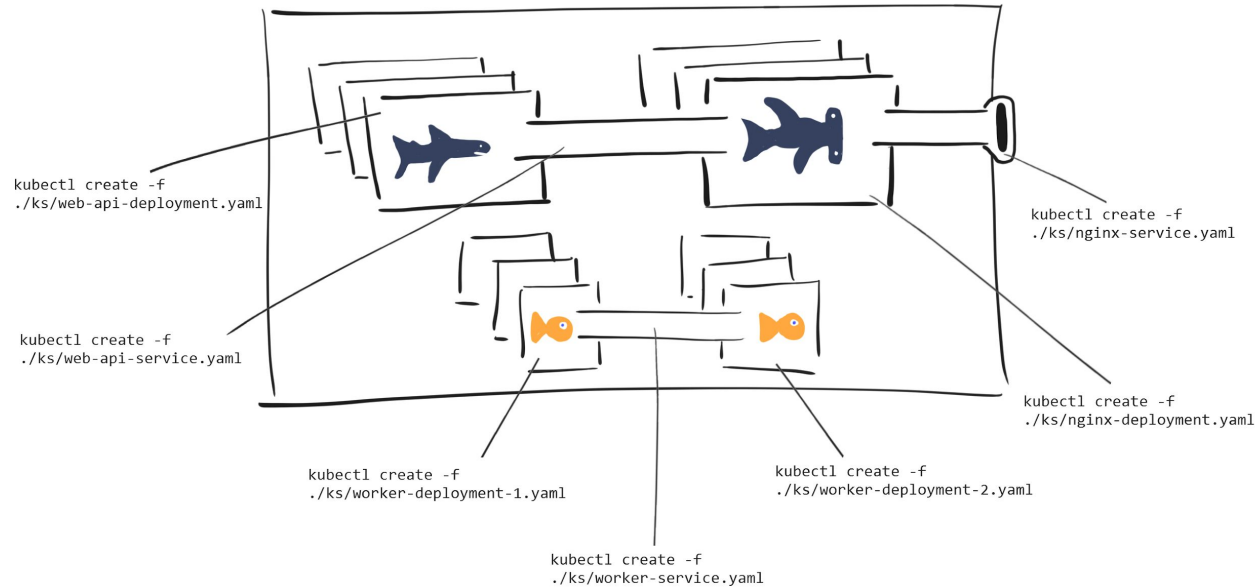 kubectl create -f
./ks/web-api-deployment.yaml
kubectl create -f
./ks/nginx-service.yaml
kubectl create -f
./ks/web-api-service.yaml
kubectl create -f
./ks/nginx-deployment.yaml
kubectl create -f
./ks/worker-deployment-1.yaml
kubectl create -f
./ks/worker-deployment-2.yaml
kubectl create -f
./ks/worker-service.yaml